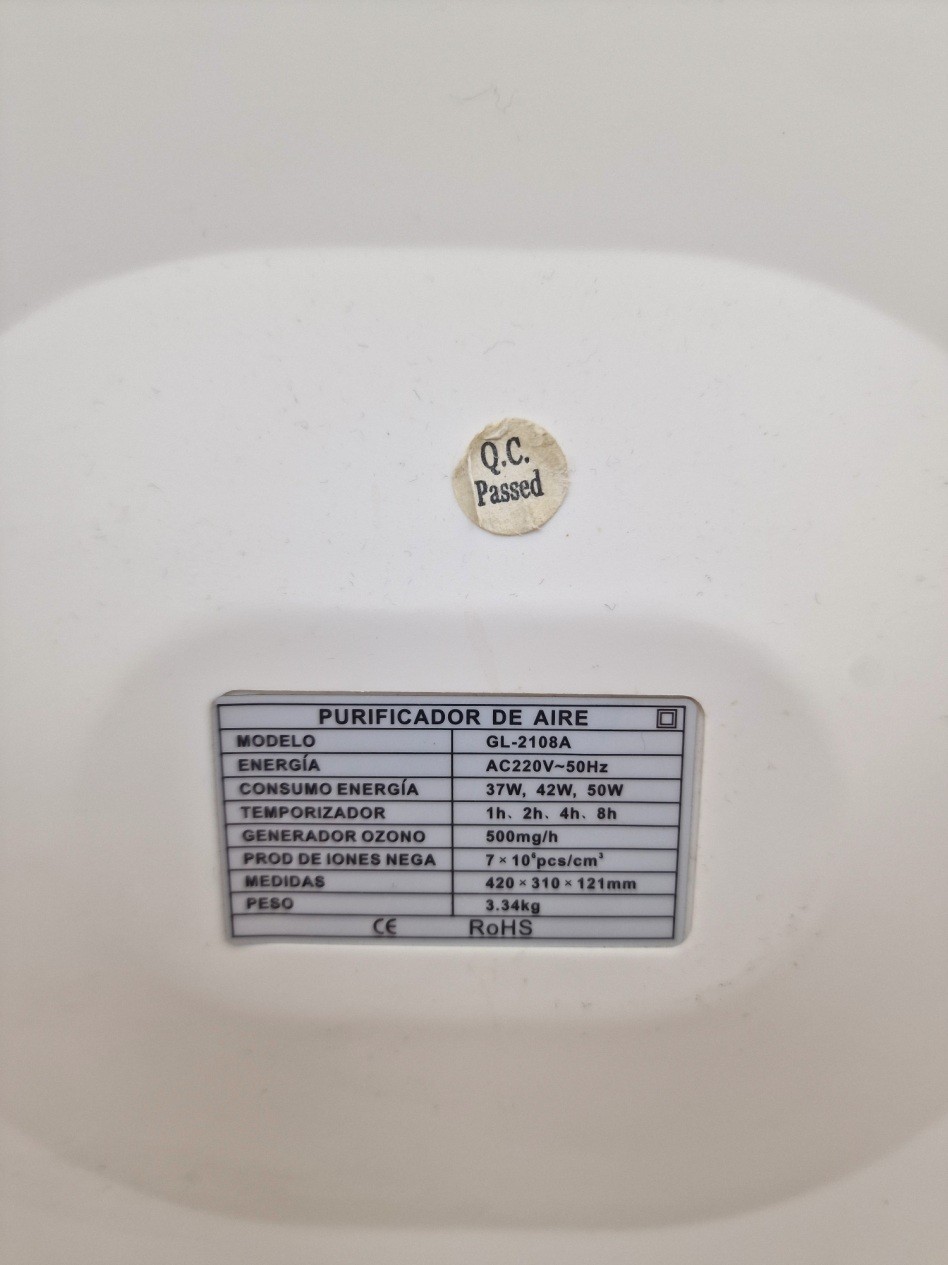 Q.C.
Passed
PURIFICADOR DE AIRE
MODELO GL-2108A
ENERGÍA AC220V~50Hz
CONSUMO ENERGÍA 37W, 42W, 50W
TEMPORIZADOR 1h、2h、4h、8h
GENERADOR OZONO 500mg/h
PROD DE IONES NEGA 7×10⁶pcs/cm³
MEDIDAS 420×310×121mm
PESO 3.34kg
CE RoHS